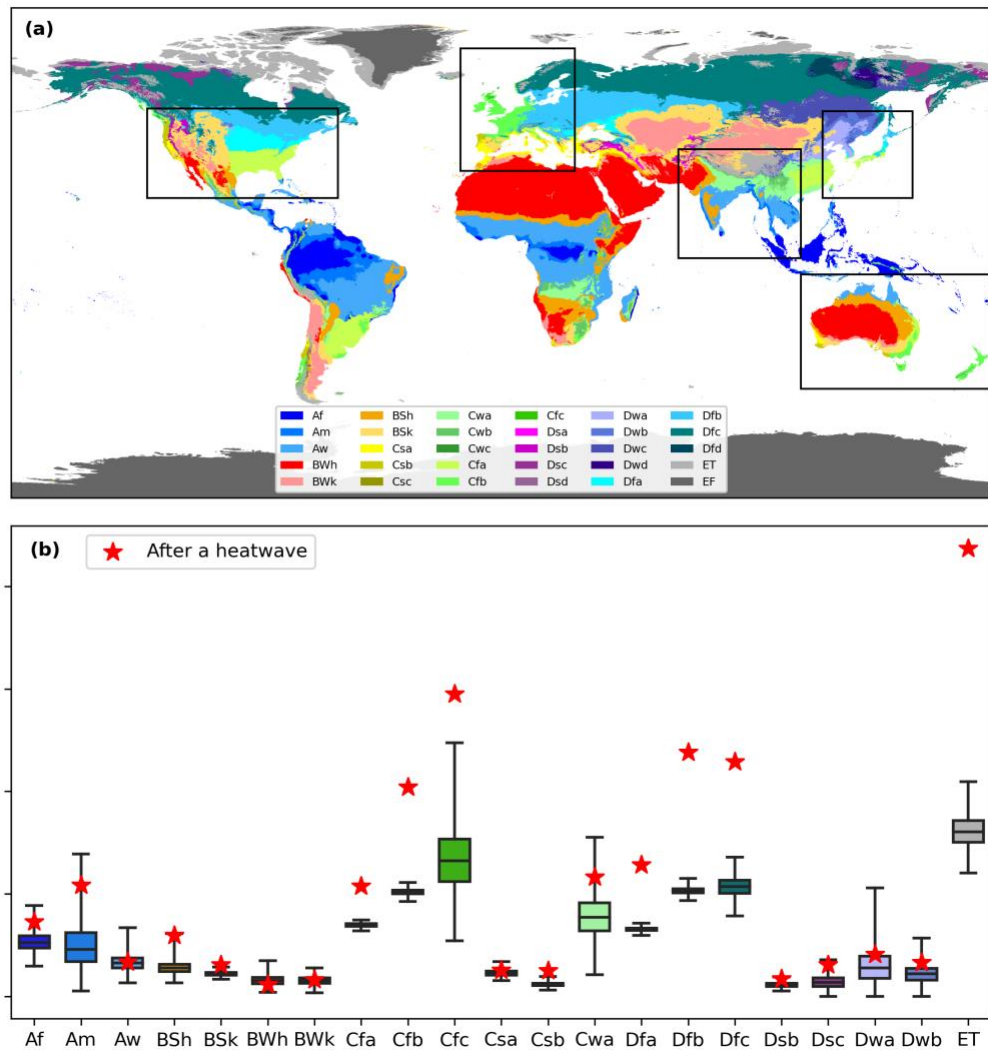 (a)
Af BSh Cwa Cfc Dwa Dfb
Am BSk Cwb Dsa Dwb Dfc
Aw Csa Cwc Dsb Dwc Dfd
BWh Csb Cfa Dsc Dwd ET
BWk Csc Cfb Dsd Dfa EF
(b) After a heatwave
Af Am Aw BSh BSk BWh BWk Cfa Cfb Cfc Csa Csb Cwa Dfa Dfb Dfc Dsb Dsc Dwa Dwb ET